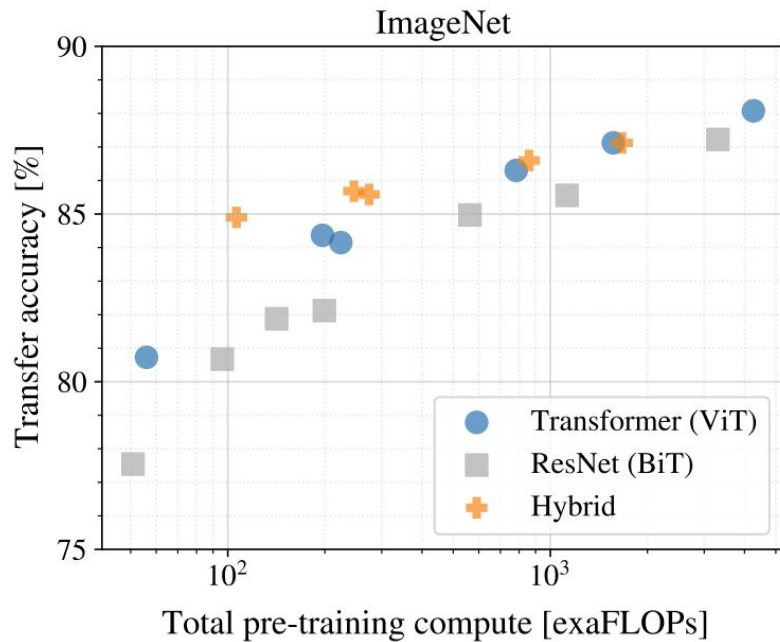 ImageNet
90
85
80
75
Transfer accuracy [%]
Transformer (ViT)
ResNet (BiT)
Hybrid
10²
10³
Total pre-training compute [exaFLOPs]